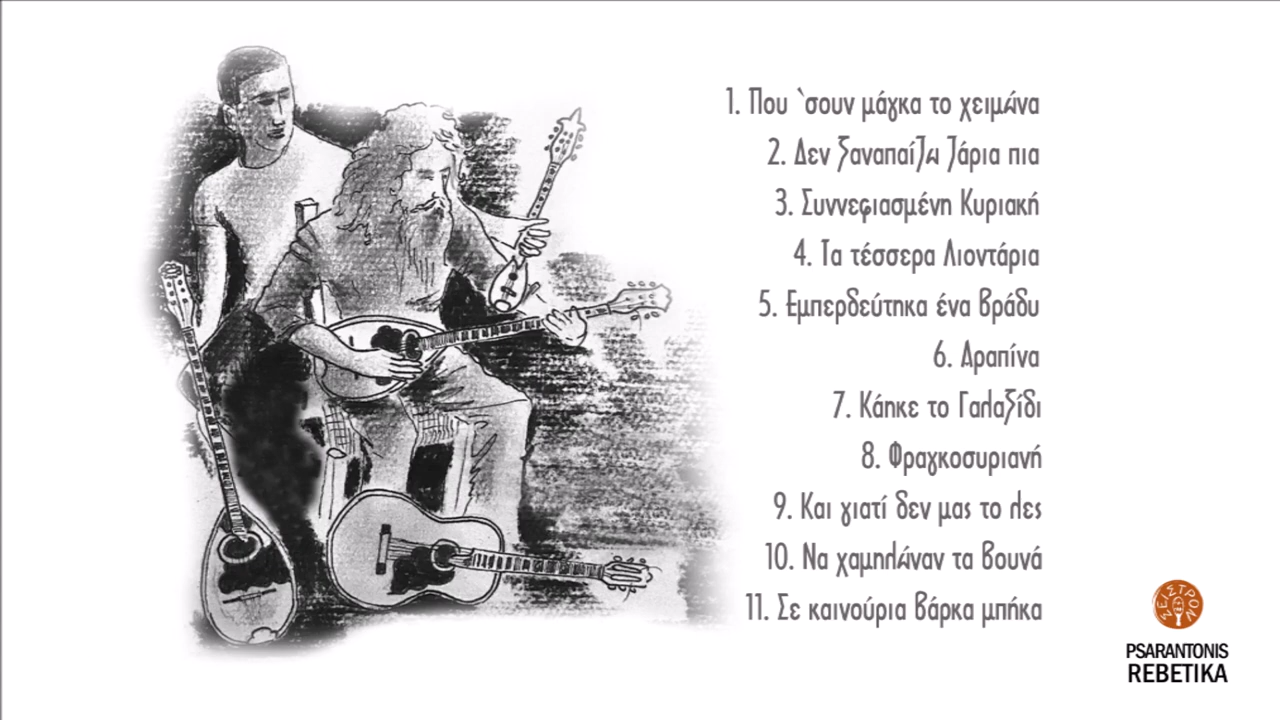 1. Που `σουν μάγκα το χειμώνα
2. Δεν ξαναπαίζω ζάρια πια
3. Συννεφιασμένη Κυριακή
4. Τα τέσσερα Λιοντάρια
5. Εμπερδεύτηκα ένα βράδυ
6. Αραπίνα
7. Κάηκε το Γαλαξίδι
8. Φραγκοσυριανή
9. Και γιατί δεν μας το λες
10. Να χαμηλώναν τα βουνά
11. Σε καινούρια βάρκα μπήκα
ΣΕΙΣΤΡΟΝ
PSARANTONIS
REBETIKA